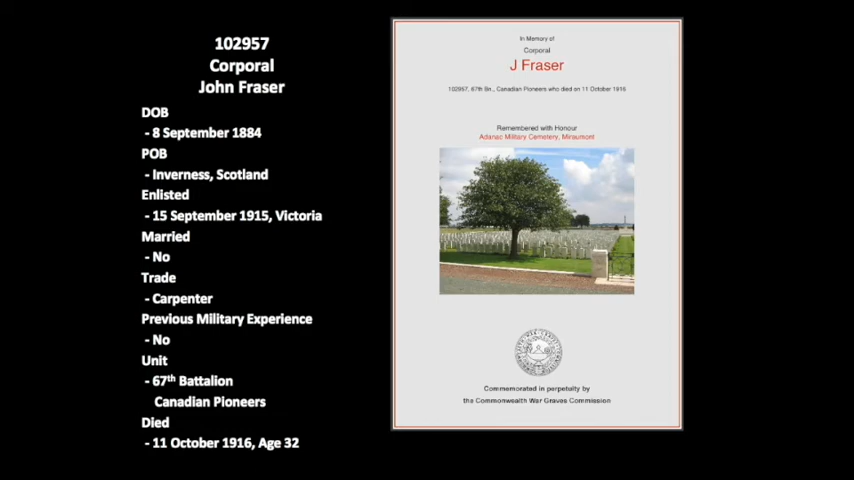 102957
Corporal
John Fraser
DOB
- 8 September 1884
POB
- Inverness, Scotland
Enlisted
- 15 September 1915, Victoria
Married
- No
Trade
- Carpenter
Previous Military Experience
- No
Unit
- 67th Battalion
Canadian Pioneers
Died
- 11 October 1916, Age 32
In Memory of
Corporal
J Fraser
102957, 67th Bn., Canadian Pioneers who died on 11 October 1916
Remembered with Honour
Adanac Military Cemetery, Miraumont
Commemorated in perpetuity by
the Commonwealth War Graves Commission